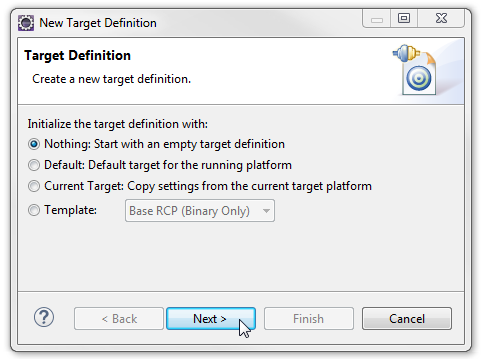 New Target Definition
Target Definition
Create a new target definition.
Initialize the target definition with:
Nothing: Start with an empty target definition
Default: Default target for the running platform
Current Target: Copy settings from the current target platform
Template: Base RCP (Binary Only)
? < Back Next > Finish Cancel